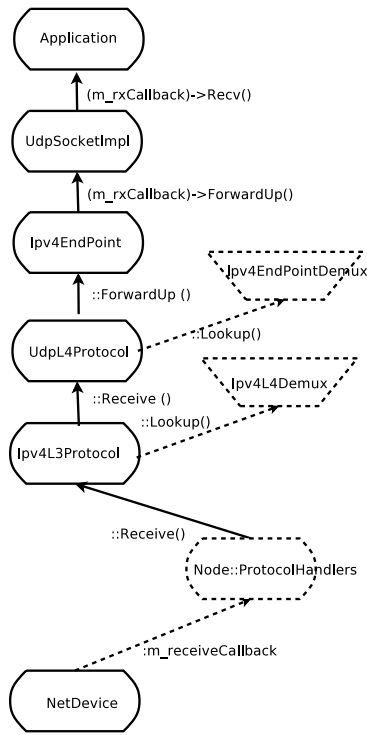 Application
(m_rxCallback)->Recv()
UdpSocketImpl
(m_rxCallback)->ForwardUp()
Ipv4EndPoint
Ipv4EndPointDemux
::ForwardUp ()
::Lookup()
UdpL4Protocol
Ipv4L4Demux
::Receive ()
::Lookup()
Ipv4L3Protocol
::Receive()
Node::ProtocolHandlers
:m_receiveCallback
NetDevice